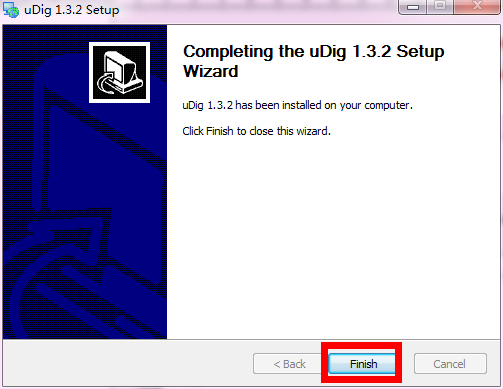 uDig 1.3.2 Setup
Completing the uDig 1.3.2 Setup
Wizard
uDig 1.3.2 has been installed on your computer.
Click Finish to close this wizard.
< Back
Finish
Cancel